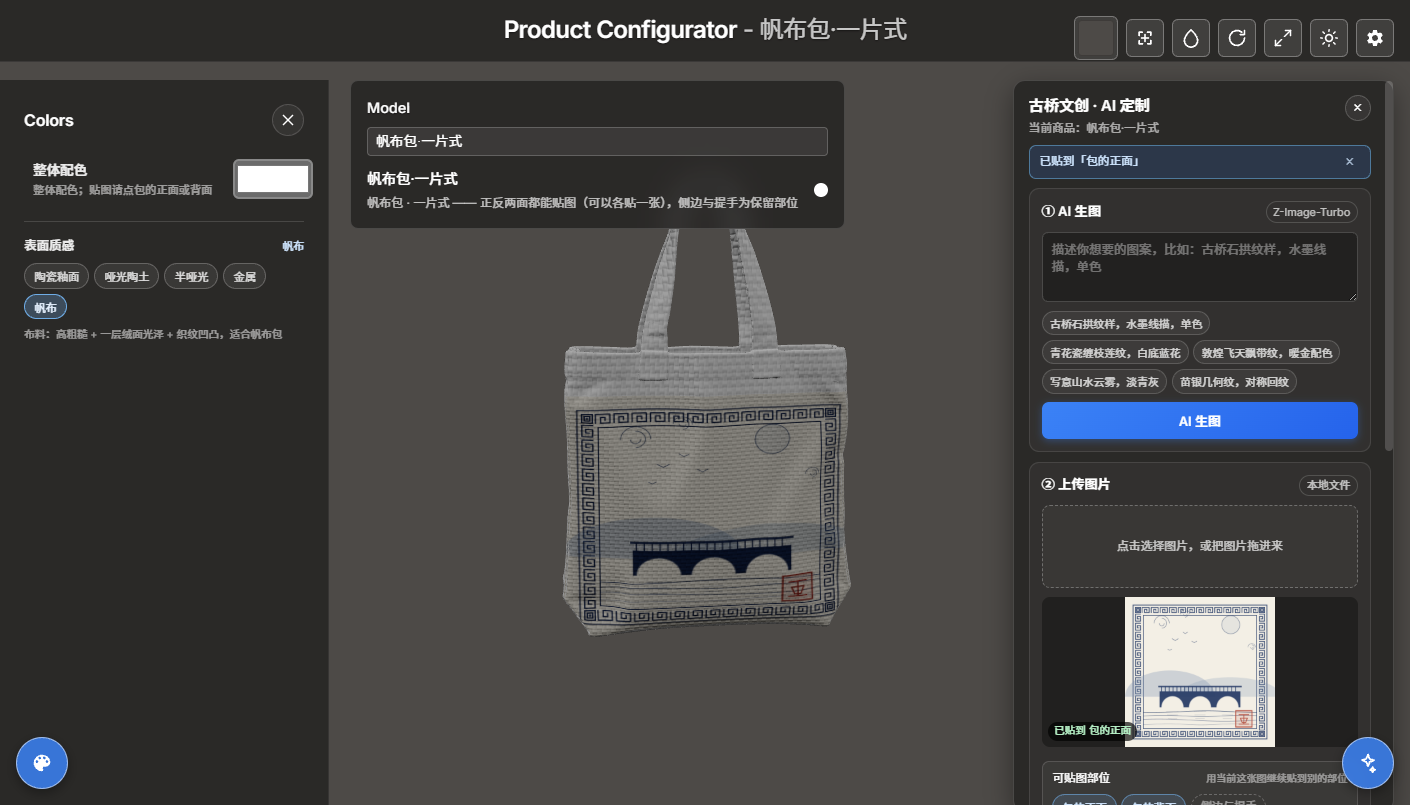 Product Configurator - 帆布包·一片式
Colors
整体配色
整体配色；贴图请点包的正面或背面
表面质感
帆布
陶瓷釉面
哑光陶土
半哑光
金属
帆布
布料：高粗糙 + 一层绒面光泽 + 织纹凹凸，适合帆布包
Model
帆布包·一片式
帆布包·一片式
帆布包 · 一片式 —— 正反两面都能贴图（可以各贴一张），侧边与提手为保留部位
古桥文创 · AI 定制
当前商品：帆布包·一片式
已贴到「包的正面」
① AI 生图
Z-Image-Turbo
描述你想要的图案，比如：古桥石拱纹样，水墨线
描，单色
古桥石拱纹样，水墨线描，单色
青花瓷缠枝莲纹，白底蓝花
敦煌飞天飘带纹，暖金配色
写意山水云雾，淡青灰
苗银几何纹，对称回纹
AI 生图
② 上传图片
本地文件
点击选择图片，或把图片拖进来
已贴到 包的正面
可贴图部位
用当前这张图继续贴到别的部位
包的正面
包的背面
侧边与提手